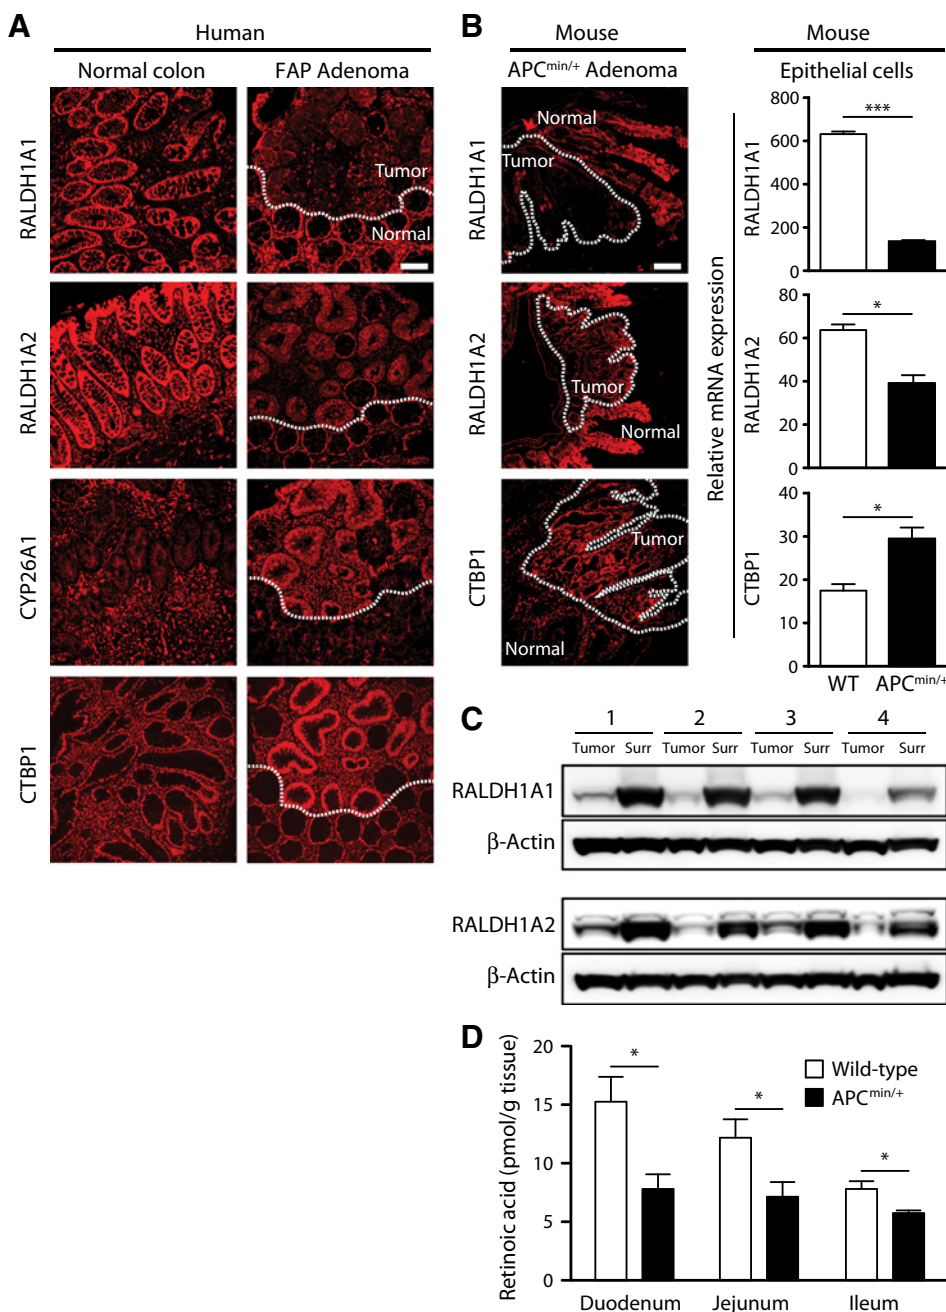 A
Human
Normal colon
FAP Adenoma
RALDH1A1
Tumor
Normal
RALDH1A2
CYP26A1
CTBP1
B
Mouse
APCmin/+ Adenoma
RALDH1A1
Normal
Tumor
RALDH1A2
Tumor
Normal
CTBP1
Tumor
Normal
Mouse
Epithelial cells
Relative mRNA expression
RALDH1A1
800
600
400
200
0
***
RALDH1A2
80
60
40
20
0
*
CTBP1
40
30
20
10
0
*
WT APCmin/+
C
1 2 3 4
Tumor Surr Tumor Surr Tumor Surr Tumor Surr
RALDH1A1
β-Actin
RALDH1A2
β-Actin
D
Retinoic acid (pmol/g tissue)
20
15
10
5
0
* * *
Wild-type
APCmin/+
Duodenum Jejunum Ileum